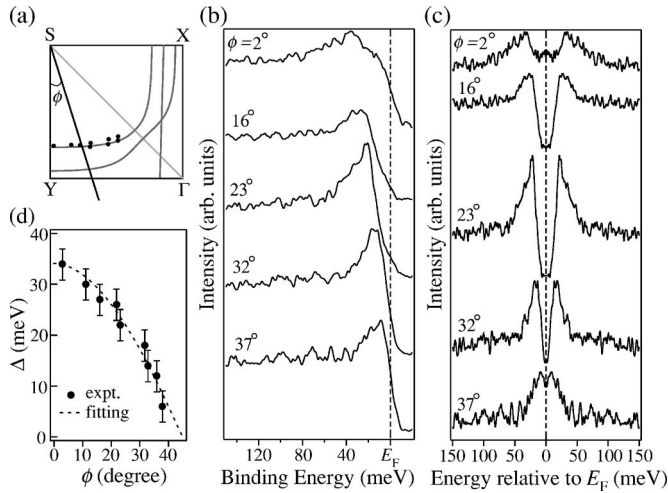 (a)
S
X
ϕ
Y
Γ
(b)
ϕ =2°
16°
23°
32°
37°
Intensity (arb. units)
120
80
40
E_F
Binding Energy (meV)
(c)
ϕ=2°
16°
23°
32°
37°
Intensity (arb. units)
150
100
50
0
50
100
150
Energy relative to E_F (meV)
(d)
40
30
20
10
0
Δ (meV)
expt.
fitting
0
10
20
30
40
ϕ (degree)